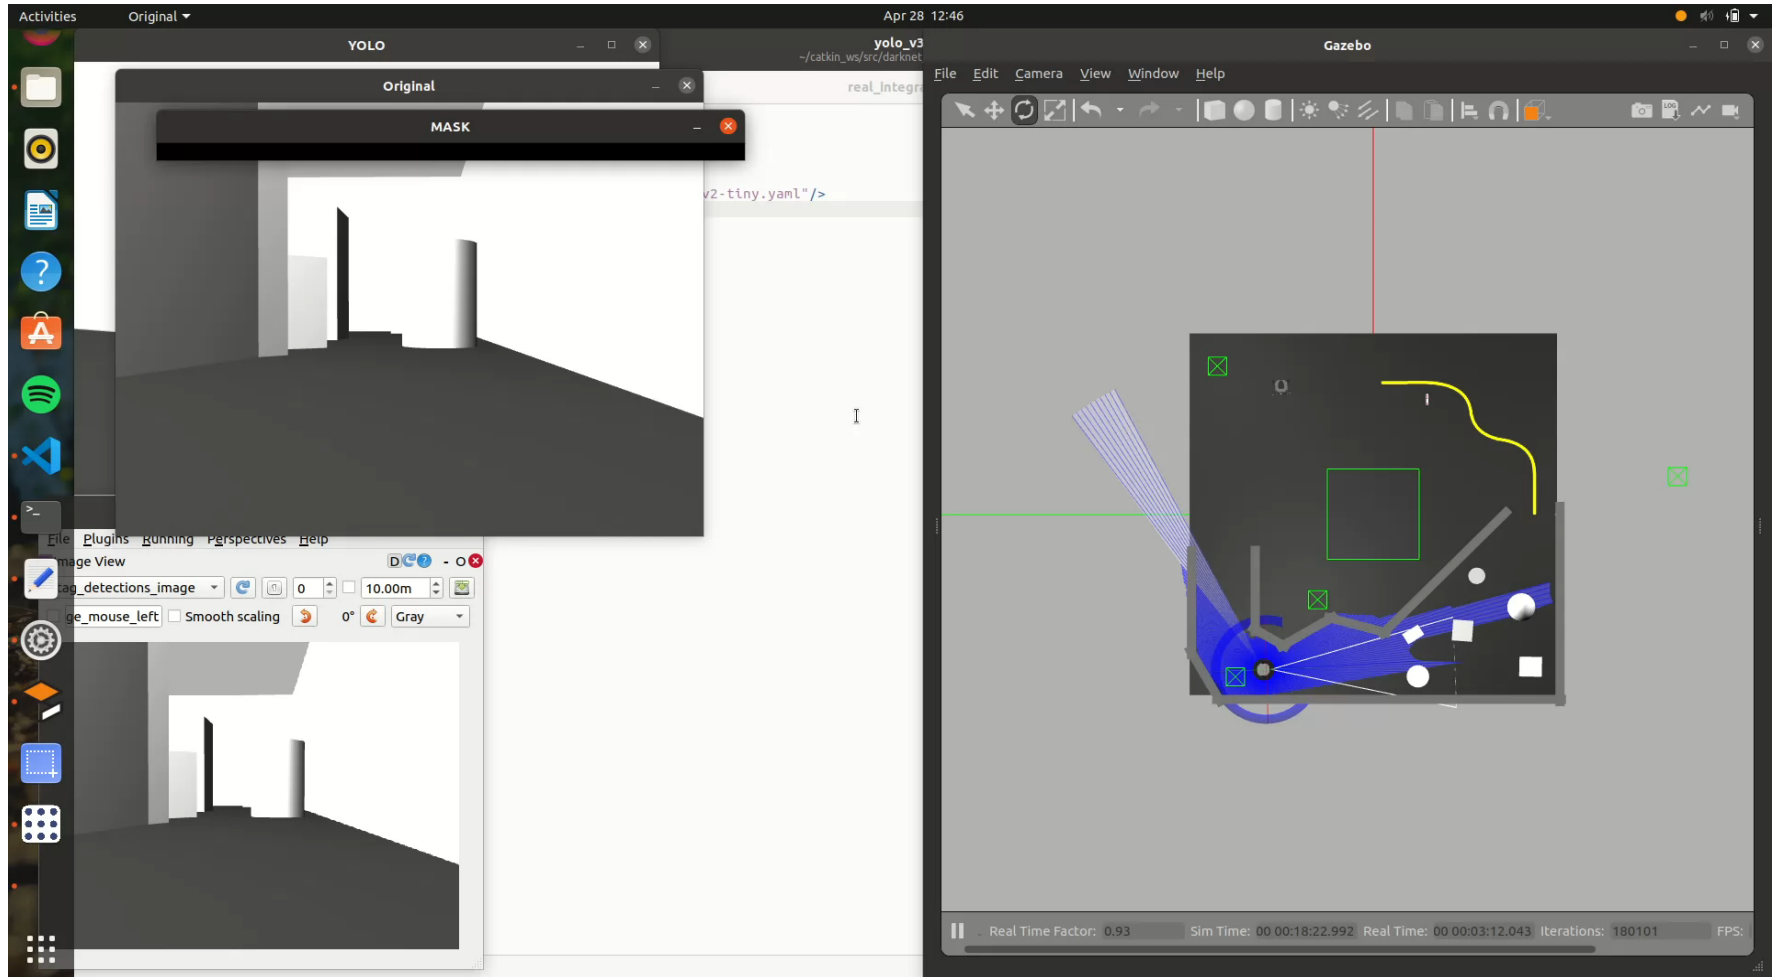 Activities
Original
Apr 28 12:46
YOLO
yolo_v3
~/catkin_ws/src/darknet
Gazebo
File Edit Camera View Window Help
Original
real_integra
LOG
MASK
v2-tiny.yaml"/>
File Plugins Running Perspectives Help
mage View
D
O
tag_detections_image
0
10.00m
ge_mouse_left
Smooth scaling
0°
Gray
Real Time Factor: 0.93 Sim Time: 00 00:18:22.992 Real Time: 00 00:03:12.043 Iterations: 180101 FPS: